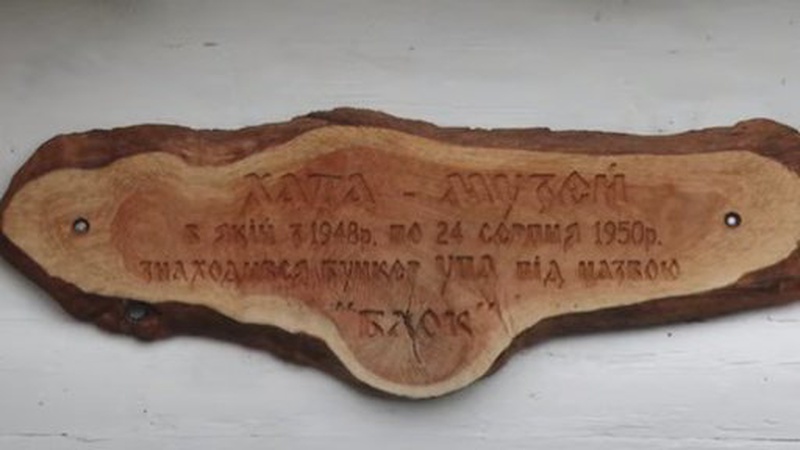 ХАТА - МУЗЕЙ
в якій з 1948р. по 24 серпня 1950р.
знаходився бункер УПА під назвою
"БЛОК"